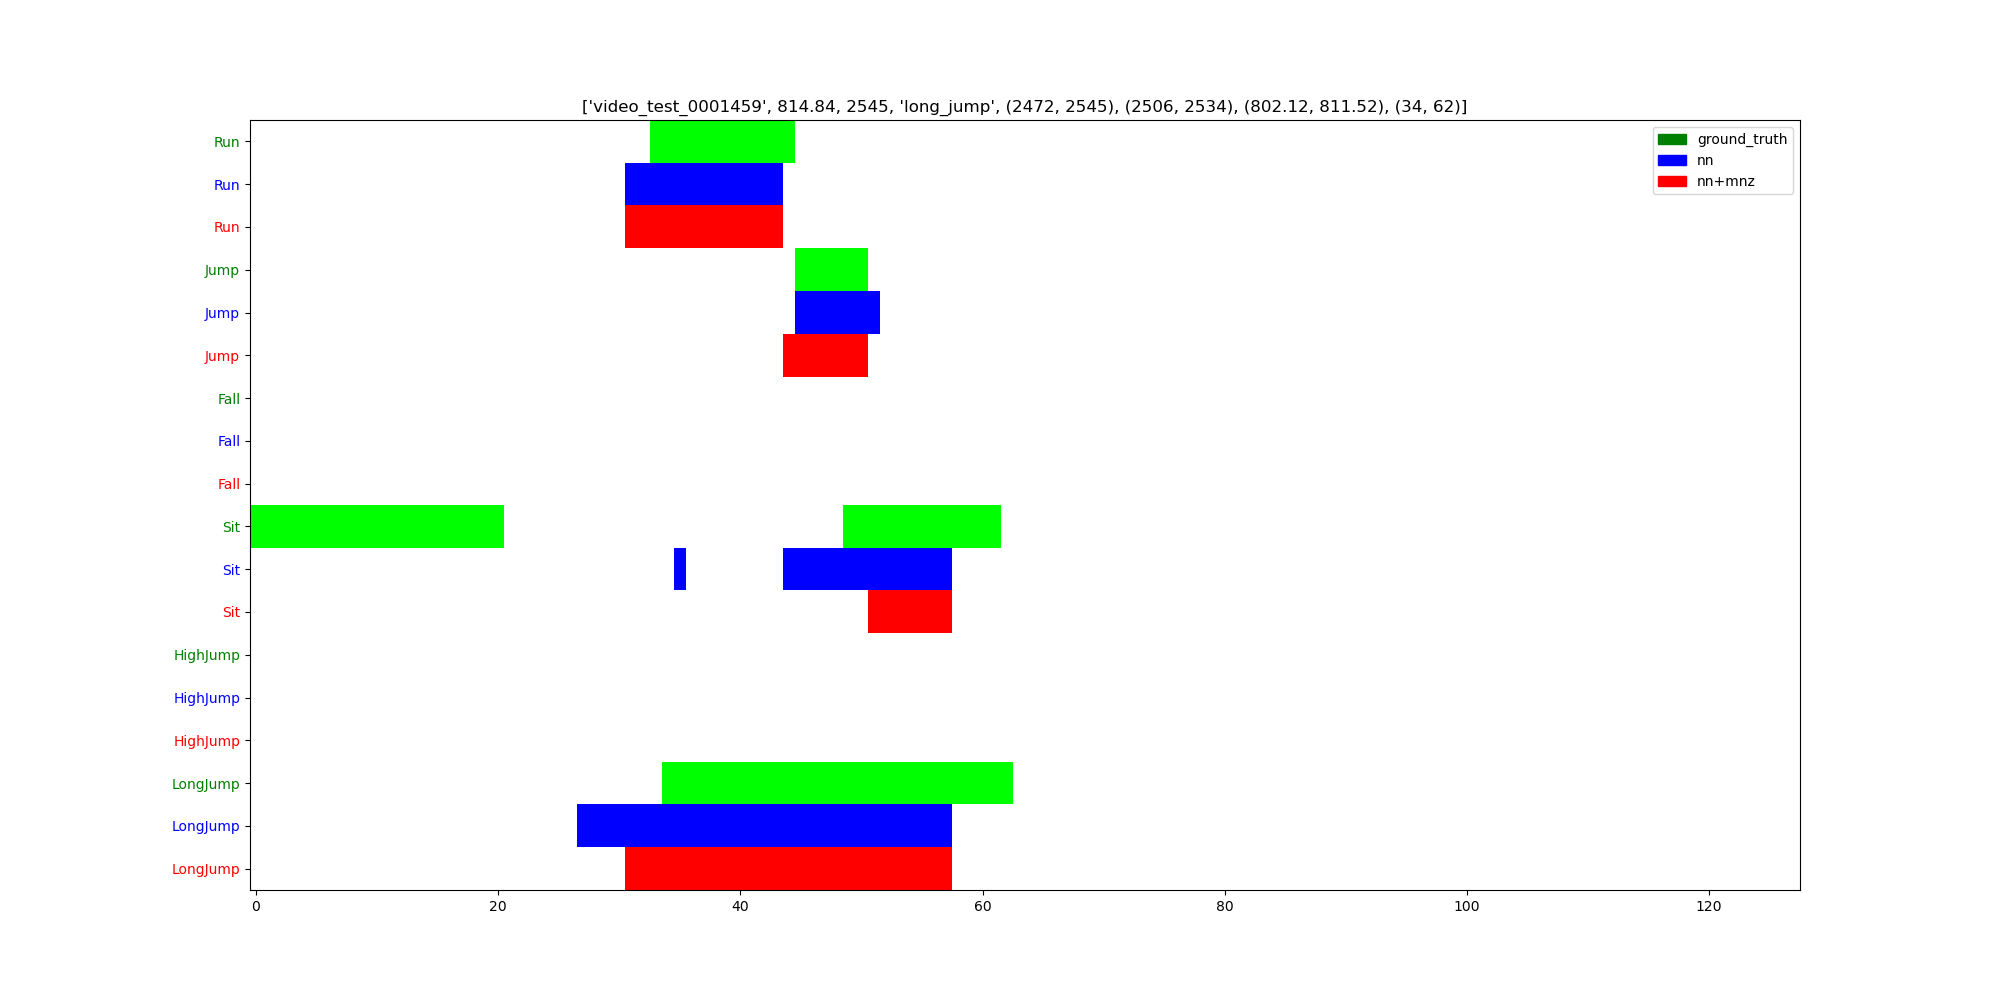 ['video_test_0001459', 814.84, 2545, 'long_jump', (2472, 2545), (2506, 2534), (802.12, 811.52), (34, 62)]
ground_truth
nn
nn+mnz
Run
Run
Run
Jump
Jump
Jump
Fall
Fall
Fall
Sit
Sit
Sit
HighJump
HighJump
HighJump
LongJump
LongJump
LongJump
0 20 40 60 80 100 120